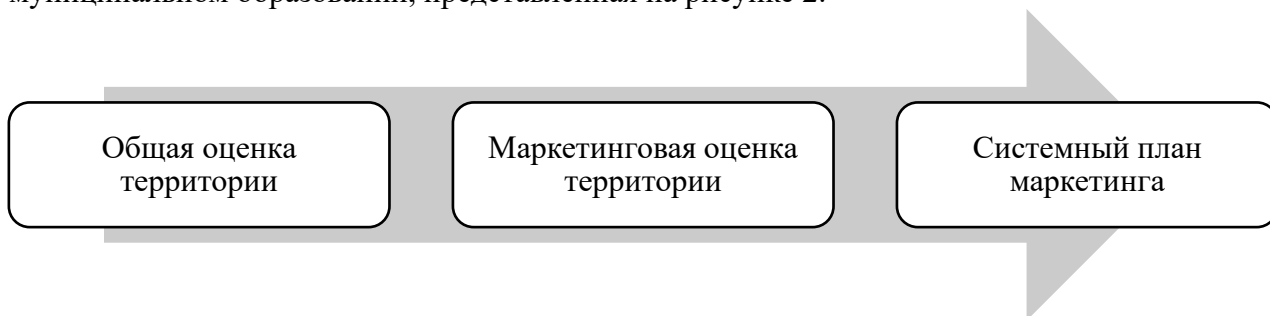 муниципальном образовании, представленная на рисунке 2.
Общая оценка
территории
Маркетинговая оценка
территории
Системный план
маркетинга